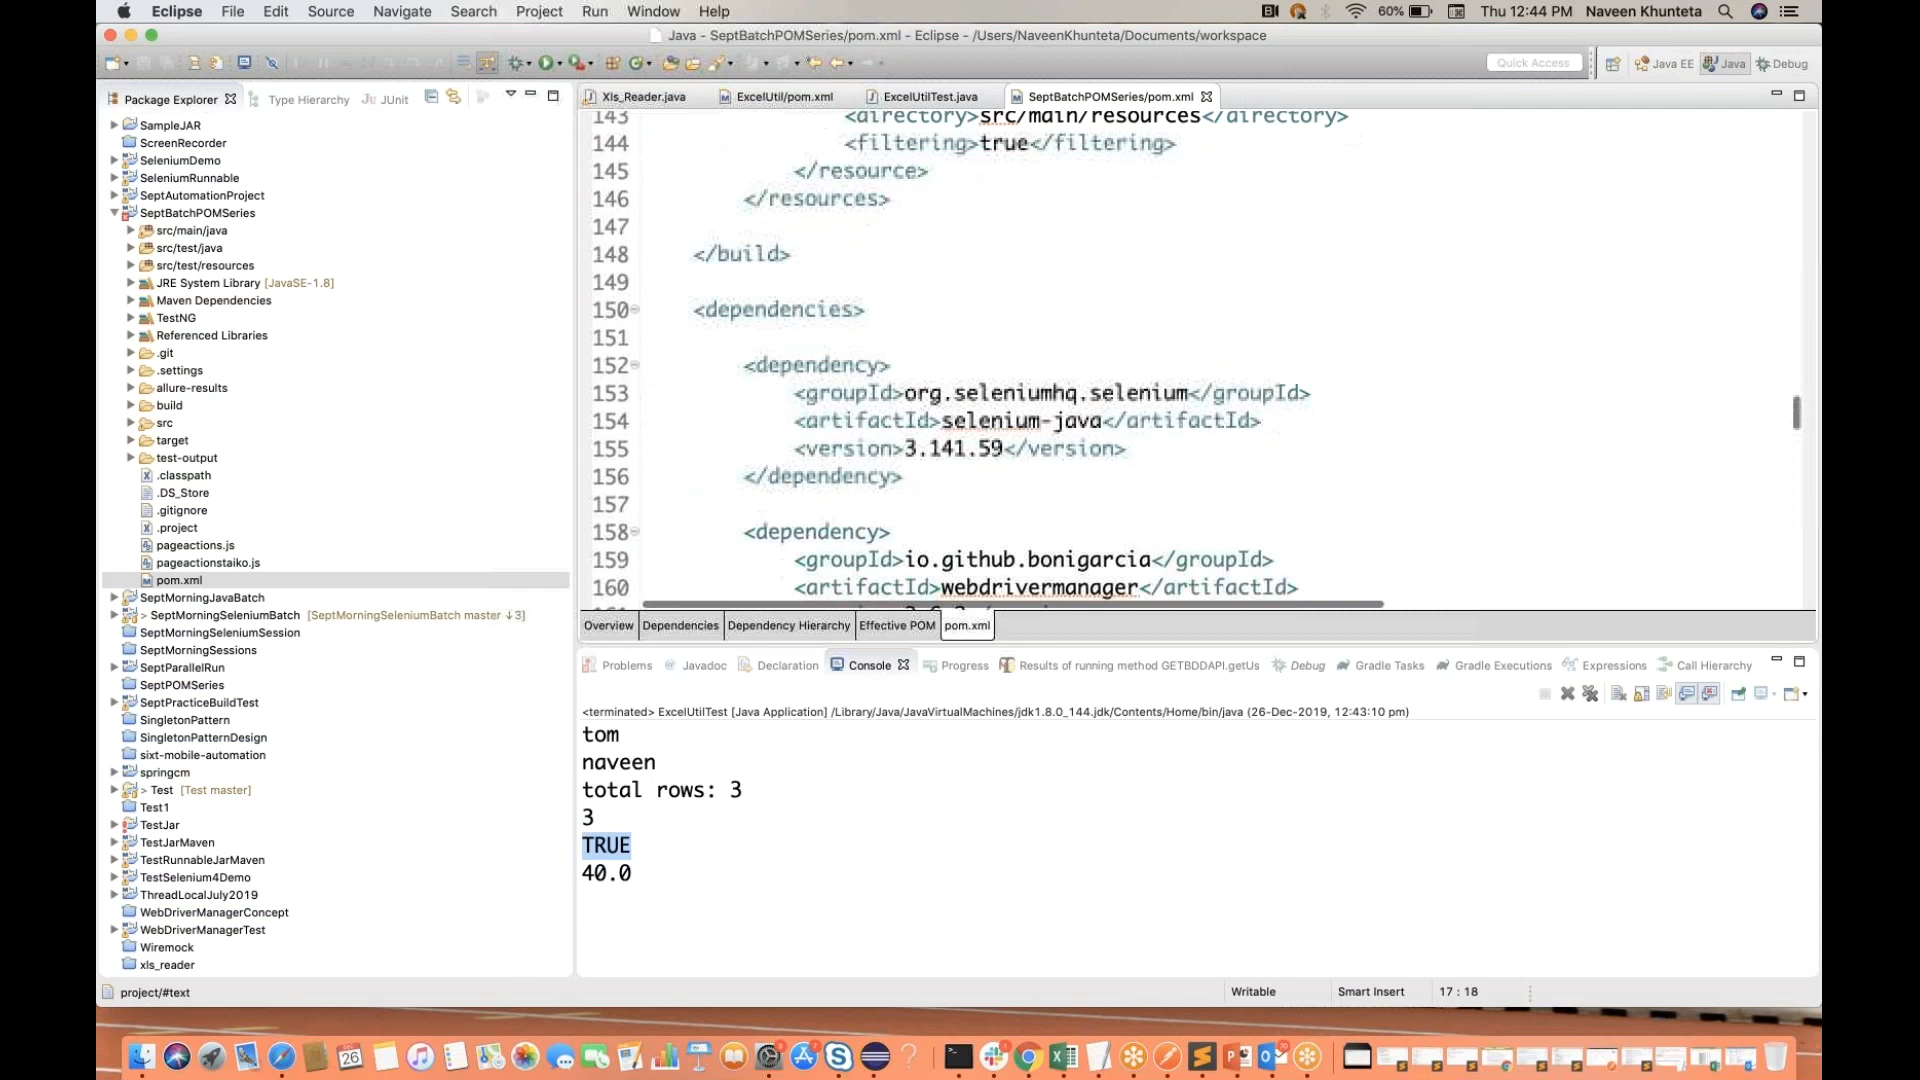 Eclipse File Edit Source Navigate Search Project Run Window Help
60% Thu 12:44 PM Naveen Khunteta
Java - SeptBatchPOMSeries/pom.xml - Eclipse - /Users/NaveenKhunteta/Documents/workspace
Quick Access Java EE Java Debug
Package Explorer Type Hierarchy JUnit
Xls_Reader.java ExcelUtil/pom.xml ExcelUtilTest.java SeptBatchPOMSeries/pom.xml
SampleJAR
ScreenRecorder
SeleniumDemo
SeleniumRunnable
SeptAutomationProject
SeptBatchPOMSeries
src/main/java
src/test/java
src/test/resources
JRE System Library [JavaSE-1.8]
Maven Dependencies
TestNG
Referenced Libraries
.git
.settings
allure-results
build
src
target
test-output
.classpath
.DS_Store
.gitignore
.project
pageactions.js
pageactionstaiko.js
pom.xml
SeptMorningJavaBatch
> SeptMorningSeleniumBatch [SeptMorningSeleniumBatch master ↓3]
SeptMorningSeleniumSession
SeptMorningSessions
SeptParallelRun
SeptPOMSeries
SeptPracticeBuildTest
SingletonPattern
SingletonPatternDesign
sixt-mobile-automation
springcm
> Test [Test master]
Test1
TestJar
TestJarMaven
TestRunnableJarMaven
TestSelenium4Demo
ThreadLocalJuly2019
WebDriverManagerConcept
WebDriverManagerTest
Wiremock
xls_reader
143 <directory>src/main/resources</directory>
144 <filtering>true</filtering>
145 </resource>
146 </resources>
147
148 </build>
149
150 <dependencies>
151
152 <dependency>
153 <groupId>org.seleniumhq.selenium</groupId>
154 <artifactId>selenium-java</artifactId>
155 <version>3.141.59</version>
156 </dependency>
157
158 <dependency>
159 <groupId>io.github.bonigarcia</groupId>
160 <artifactId>webdrivermanager</artifactId>
Overview Dependencies Dependency Hierarchy Effective POM pom.xml
Problems Javadoc Declaration Console Progress Results of running method GETBDDAPI.getUs Debug Gradle Tasks Gradle Executions Expressions Call Hierarchy
<terminated> ExcelUtilTest [Java Application] /Library/Java/JavaVirtualMachines/jdk1.8.0_144.jdk/Contents/Home/bin/java (26-Dec-2019, 12:43:10 pm)
tom
naveen
total rows: 3
3
TRUE
40.0
project/#text Writable Smart Insert 17 : 18
26